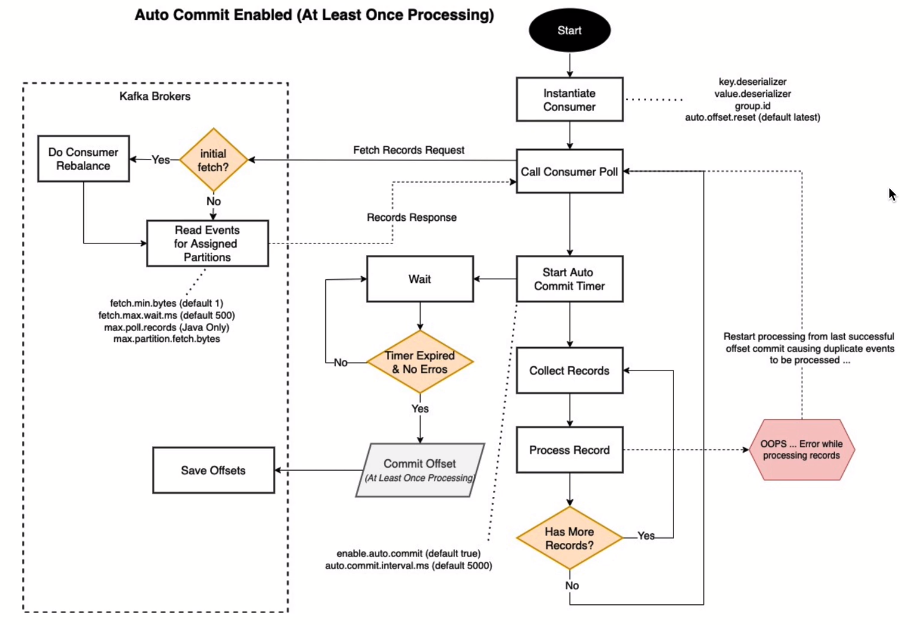 Auto Commit Enabled (At Least Once Processing)
Start
Instantiate
Consumer
key.deserializer
value.deserializer
group.id
auto.offset.reset (default latest)
Kafka Brokers
Do Consumer
Rebalance
Yes
initial
fetch?
Fetch Records Request
Call Consumer Poll
No
Records Response
Read Events
for Assigned
Partitions
Wait
Start Auto
Commit Timer
fetch.min.bytes (default 1)
fetch.max.wait.ms (default 500)
max.poll.records (Java Only)
max.partition.fetch.bytes
No
Timer Expired
& No Erros
Collect Records
Restart processing from last successful
offset commit causing duplicate events
to be processed ...
Yes
Save Offsets
Commit Offset
(At Least Once Processing
Process Record
OOPS ... Error while
processing records
Has More
Records?
Yes
enable.auto.commit (default true)
auto.commit.interval.ms (default 5000)
No